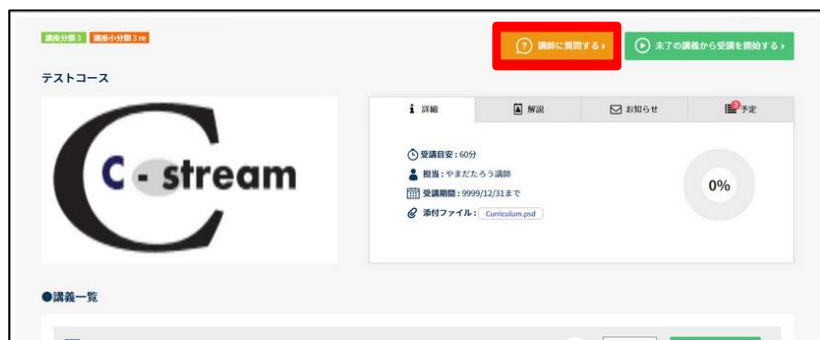 講座分類 3 講座小分類 3 re
講師に質問する
未了の講義から受講を開始する
テストコース
C - stream
詳細
解説
お知らせ
2
予定
受講目安:60分
担当:やまだたろう講師
受講期間:9999/12/31まで
添付ファイル: Curriculum.psd
0%
●講義一覧